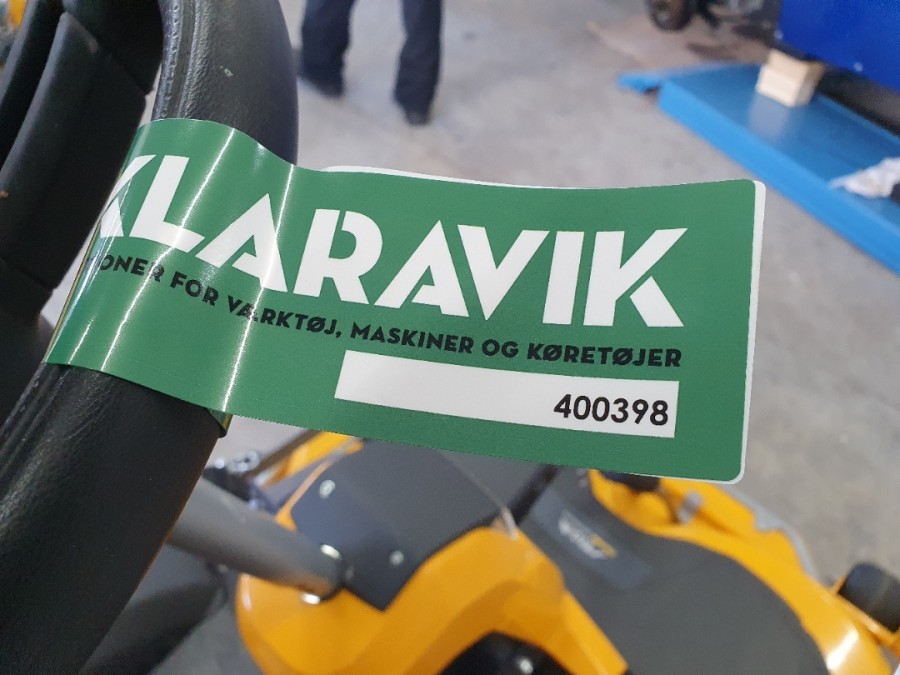 KLARAVIK
FOR VÆRKTØJ, MASKINER OG KØRETØJER
400398